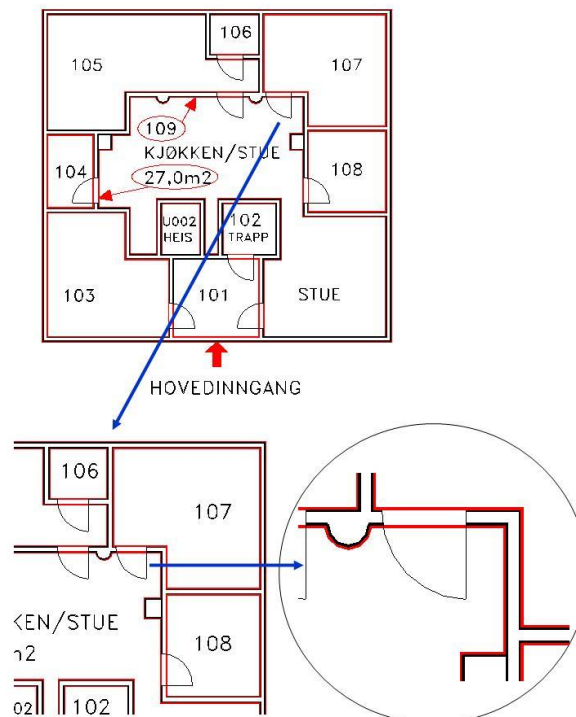 106
105
107
109
KJØKKEN/STUE
104
108
27,0m2
U002
HEIS
102
TRAPP
103
101
STUE
HOVEDINNGANG
106
107
KEN/STUE
108
m2
02
102